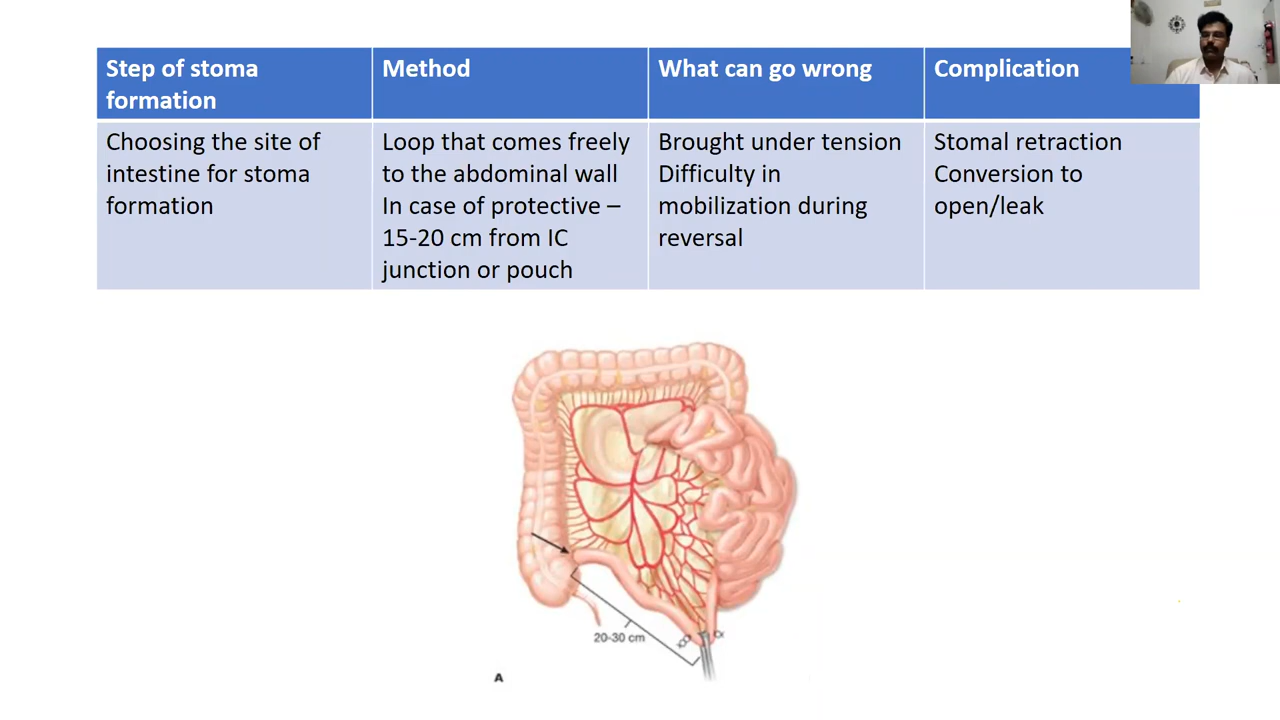 Step of stoma
formation
Method
What can go wrong
Complication
Choosing the site of
intestine for stoma
formation
Loop that comes freely
to the abdominal wall
In case of protective –
15-20 cm from IC
junction or pouch
Brought under tension
Difficulty in
mobilization during
reversal
Stomal retraction
Conversion to
open/leak
20-30 cm
A